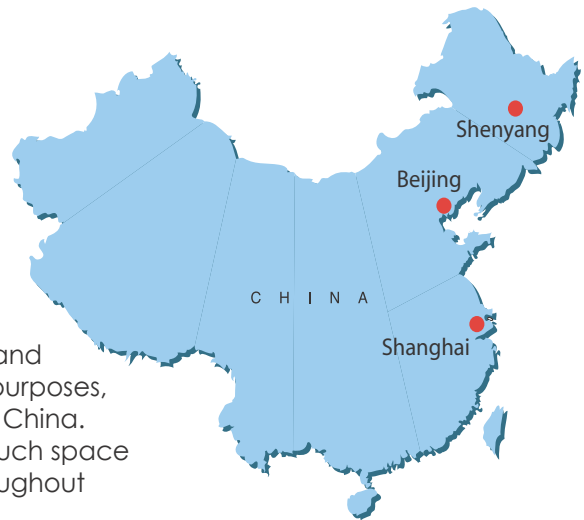 Shenyang
Beijing
C H I N A
Shanghai
and
purposes,
China.
uch space
ughout